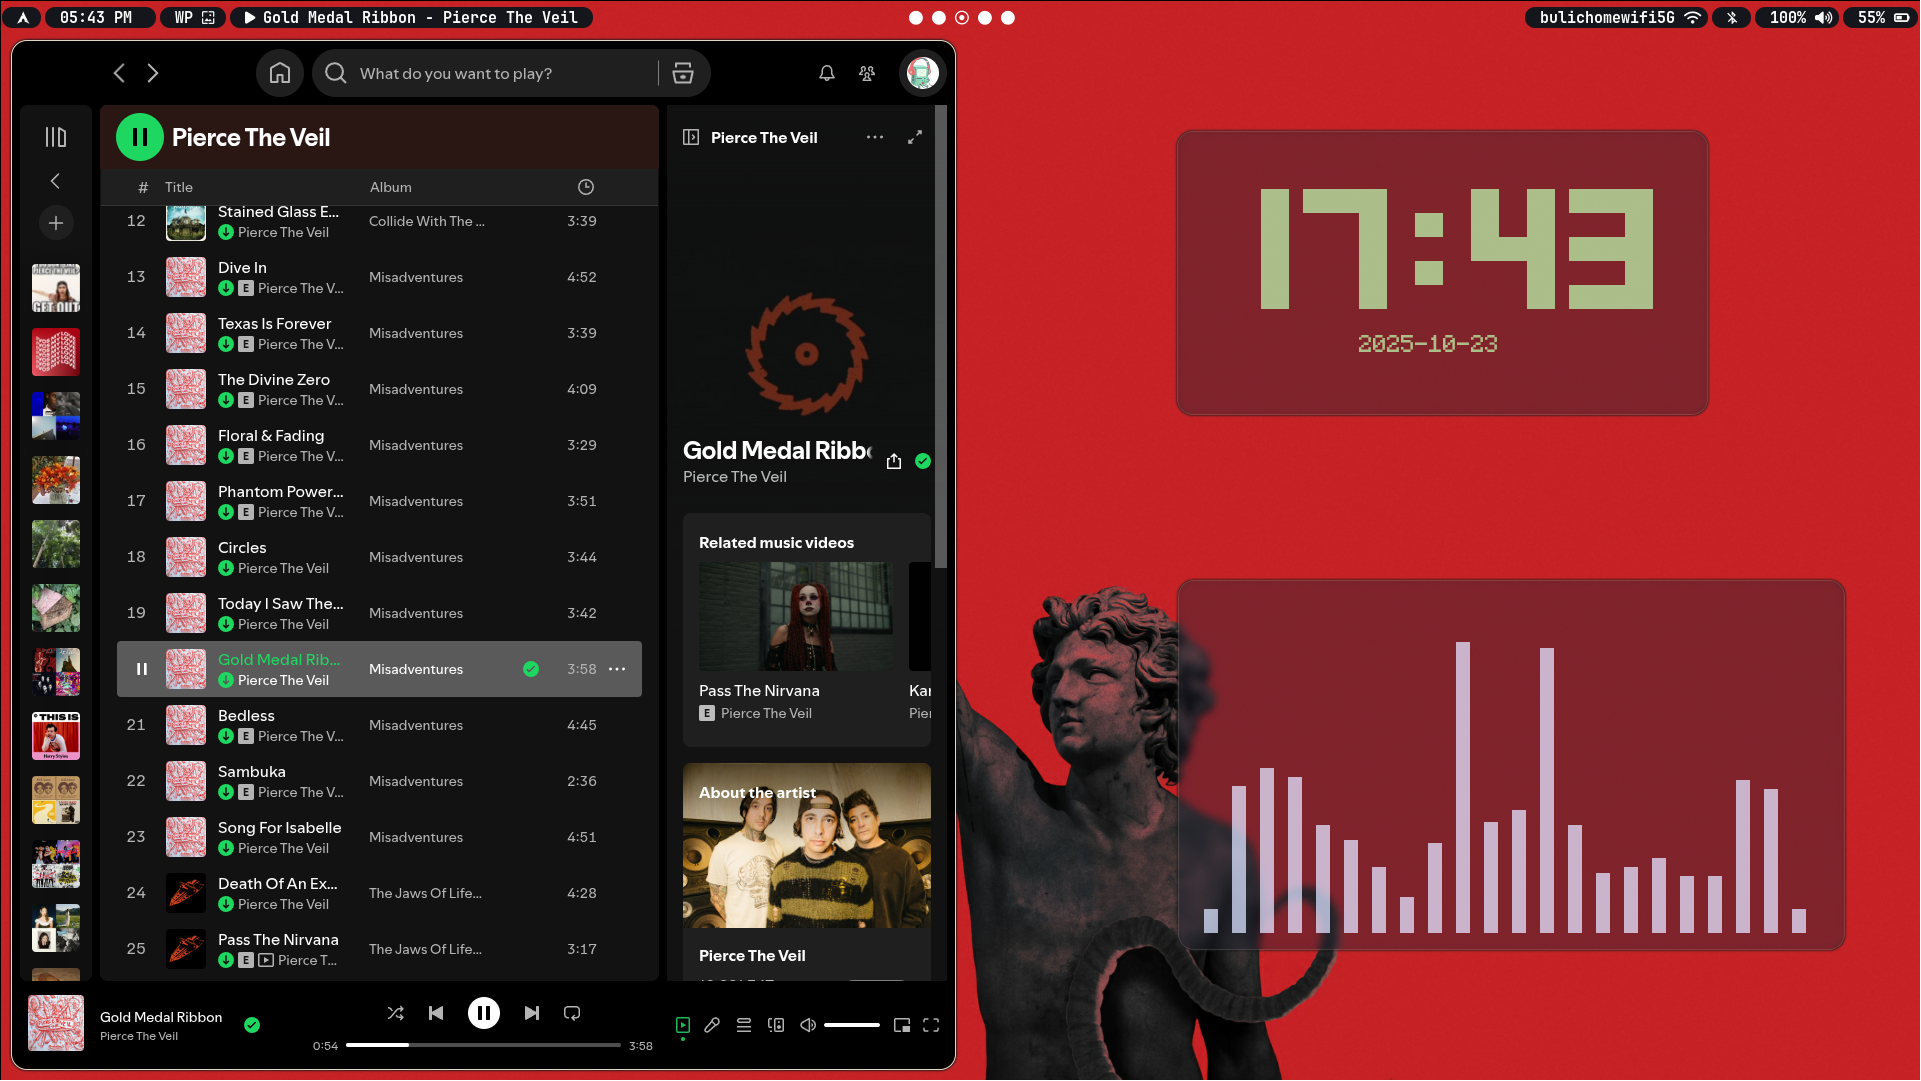 05:43 PM
WP
Gold Medal Ribbon - Pierce The Veil
bulichomewifi5G
100%
55%
What do you want to play?
Pierce The Veil
# Title Album
12 Stained Glass E... Collide With The ... 3:39
Pierce The Veil
13 Dive In Misadventures 4:52
E Pierce The V...
14 Texas Is Forever Misadventures 3:39
E Pierce The V...
15 The Divine Zero Misadventures 4:09
E Pierce The V...
16 Floral & Fading Misadventures 3:29
E Pierce The V...
17 Phantom Power... Misadventures 3:51
E Pierce The V...
18 Circles Misadventures 3:44
Pierce The Veil
19 Today I Saw The... Misadventures 3:42
Pierce The Veil
Gold Medal Rib... Misadventures 3:58
Pierce The Veil
21 Bedless Misadventures 4:45
E Pierce The V...
22 Sambuka Misadventures 2:36
E Pierce The V...
23 Song For Isabelle Misadventures 4:51
Pierce The Veil
24 Death Of An Ex... The Jaws Of Life... 4:28
Pierce The Veil
25 Pass The Nirvana The Jaws Of Life... 3:17
E Pierce T...
GET OUT
THIS IS
Harry Styles
Pierce The Veil
Gold Medal Ribbo
Pierce The Veil
Related music videos
Pass The Nirvana
E Pierce The Veil
Kar
Pier
About the artist
Pierce The Veil
Gold Medal Ribbon
Pierce The Veil
0:54
3:58
17:43
2025-10-23